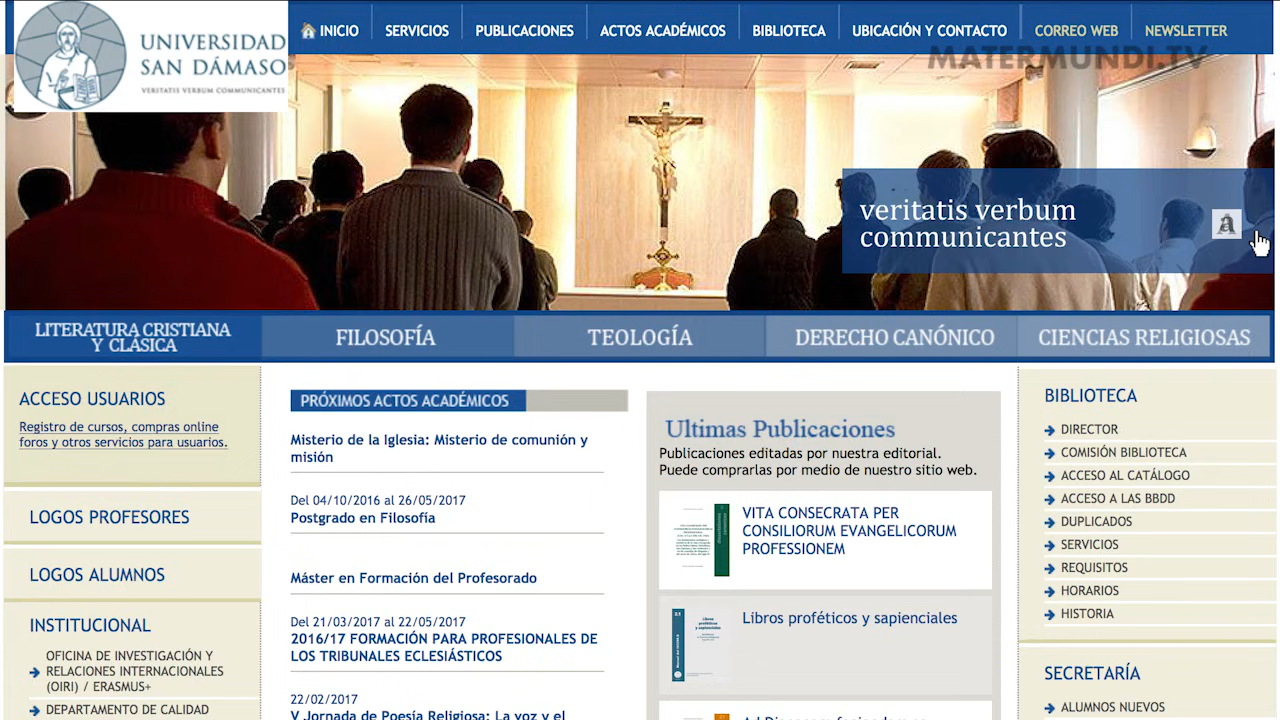 UNIVERSIDAD
SAN DÁMASO
VERITATIS VERBUM COMMUNICANTES
INICIO
SERVICIOS
PUBLICACIONES
ACTOS ACADÉMICOS
BIBLIOTECA
UBICACIÓN Y CONTACTO
CORREO WEB
NEWSLETTER
MATERMUNDI.TV
veritatis verbum
communicantes
A
LITERATURA CRISTIANA
Y CLÁSICA
FILOSOFÍA
TEOLOGÍA
DERECHO CANÓNICO
CIENCIAS RELIGIOSAS
ACCESO USUARIOS
Registro de cursos, compras online
foros y otros servicios para usuarios.
LOGOS PROFESORES
LOGOS ALUMNOS
INSTITUCIONAL
OFICINA DE INVESTIGACIÓN Y
RELACIONES INTERNACIONALES
(OIRI) / ERASMUS+
DEPARTAMENTO DE CALIDAD
PRÓXIMOS ACTOS ACADÉMICOS
Misterio de la Iglesia: Misterio de comunión y
misión
Del 04/10/2016 al 26/05/2017
Postgrado en Filosofía
Máster en Formación del Profesorado
Del 21/03/2017 al 22/05/2017
2016/17 FORMACIÓN PARA PROFESIONALES DE
LOS TRIBUNALES ECLESIÁSTICOS
22/02/2017
V Jornada de Poesía Religiosa: La voz y el
Ultimas Publicaciones
Publicaciones editadas por nuestra editorial.
Puede comprarlas por medio de nuestro sitio web.
VITA CONSECRATA PER
CONSILIORUM EVANGELICORUM
PROFESSIONEM
Libros proféticos y sapienciales
BIBLIOTECA
DIRECTOR
COMISIÓN BIBLIOTECA
ACCESO AL CATÁLOGO
ACCESO A LAS BBDD
DUPLICADOS
SERVICIOS
REQUISITOS
HORARIOS
HISTORIA
SECRETARÍA
ALUMNOS NUEVOS